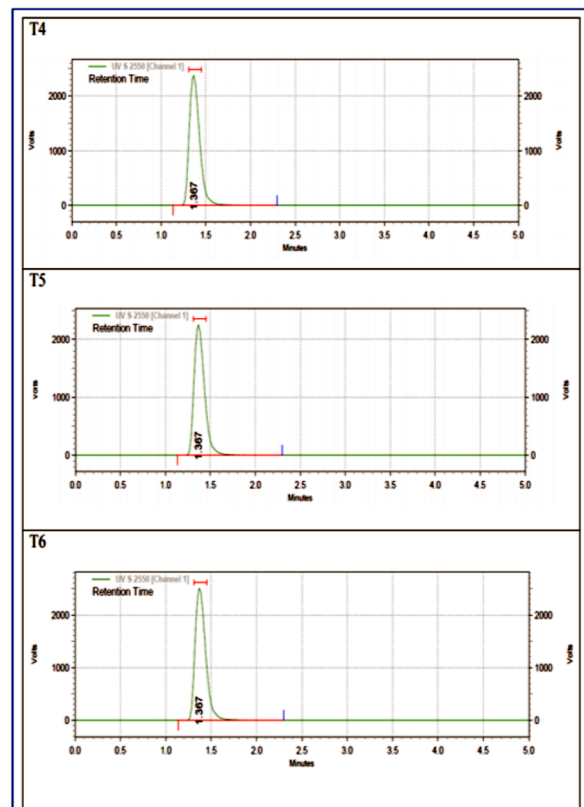 T4
UV S-2550 [Channel 1]
Retention Time
2000 2000
Volts Volts
1000 1000
1.367
0 0
0.0 0.5 1.0 1.5 2.0 2.5 3.0 3.5 4.0 4.5 5.0
Minutes
T5
UV S-2550 [Channel 1]
Retention Time
2000 2000
Volts Volts
1000 1000
1.367
0 0
0.0 0.5 1.0 1.5 2.0 2.5 3.0 3.5 4.0 4.5 5.0
Minutes
T6
UV S-2550 [Channel 1]
Retention Time
2000 2000
Volts Volts
1000 1000
1.367
0 0
0.0 0.5 1.0 1.5 2.0 2.5 3.0 3.5 4.0 4.5 5.0
Minutes